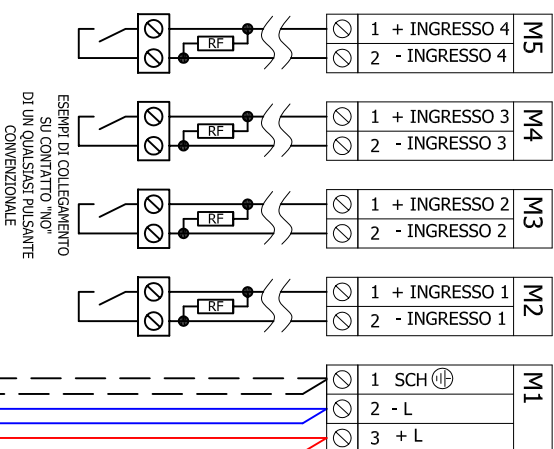 1 + INGRESSO 4
2 - INGRESSO 4
M5
RF
1 + INGRESSO 3
2 - INGRESSO 3
M4
RF
1 + INGRESSO 2
2 - INGRESSO 2
M3
RF
1 + INGRESSO 1
2 - INGRESSO 1
M2
RF
1 SCH
2 - L
3 + L
M1
ESEMPI DI COLLEGAMENTO
SU CONTATTO "NO"
DI UN QUALSIASI PULSANTE
CONVENZIONALE